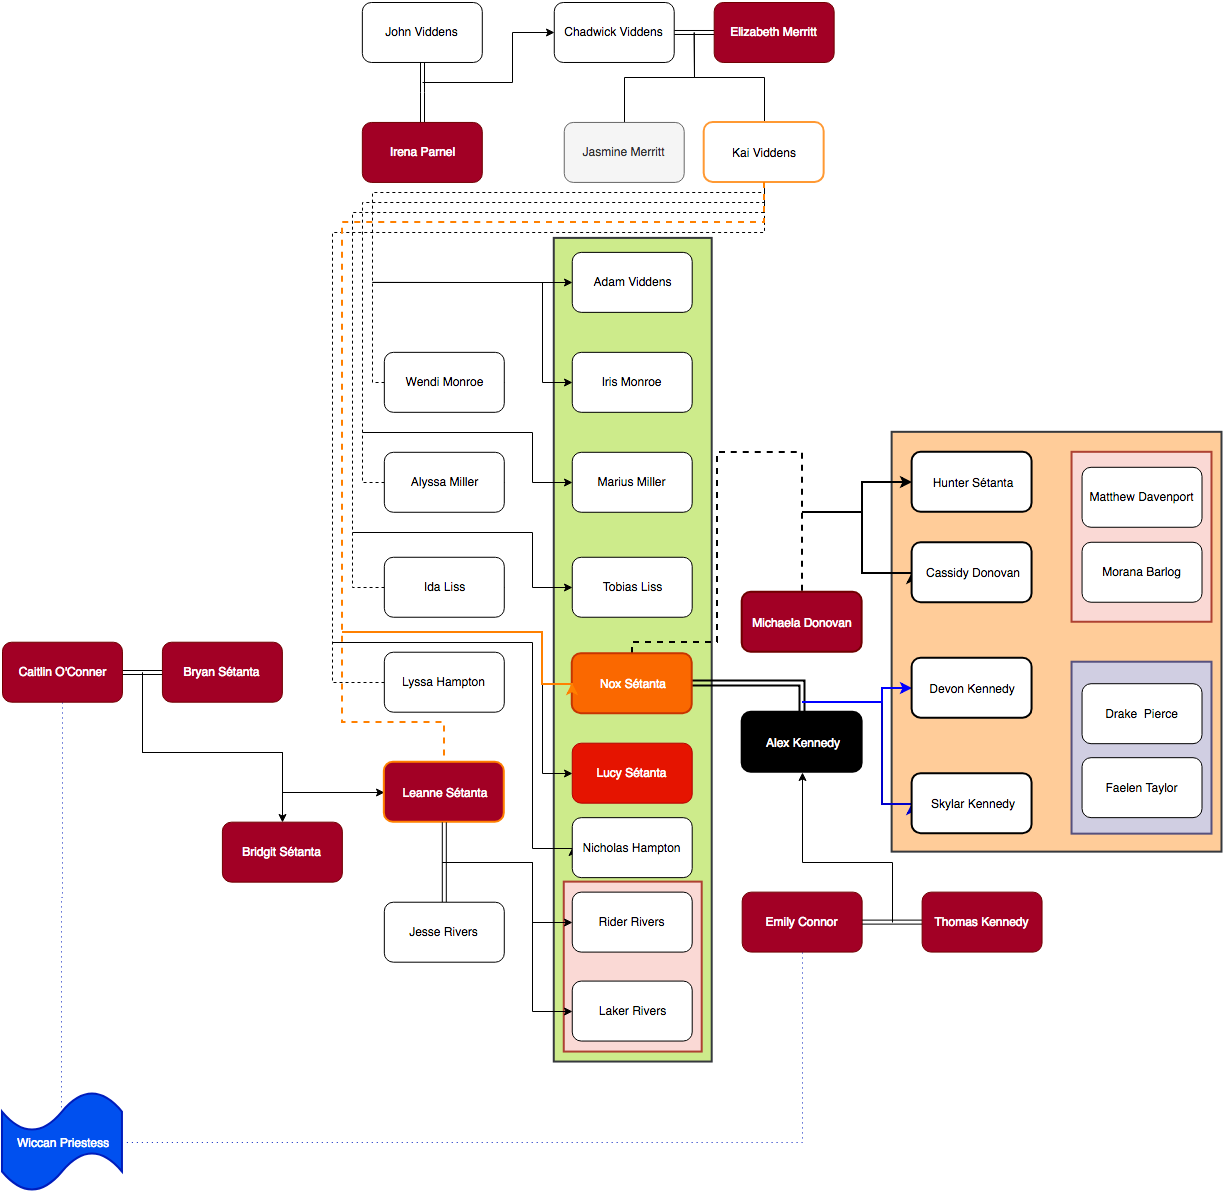 John Viddens
Chadwick Viddens
Elizabeth Merritt
Irena Parnel
Jasmine Merritt
Kai Viddens
Adam Viddens
Wendi Monroe
Iris Monroe
Alyssa Miller
Marius Miller
Hunter Sétanta
Matthew Davenport
Cassidy Donovan
Morana Barlog
Ida Liss
Tobias Liss
Michaela Donovan
Caitlin O'Conner
Bryan Sétanta
Lyssa Hampton
Nox Sétanta
Devon Kennedy
Drake Pierce
Alex Kennedy
Leanne Sétanta
Lucy Sétanta
Skylar Kennedy
Faelen Taylor
Bridgit Sétanta
Nicholas Hampton
Jesse Rivers
Rider Rivers
Emily Connor
Thomas Kennedy
Laker Rivers
Wiccan Priestess